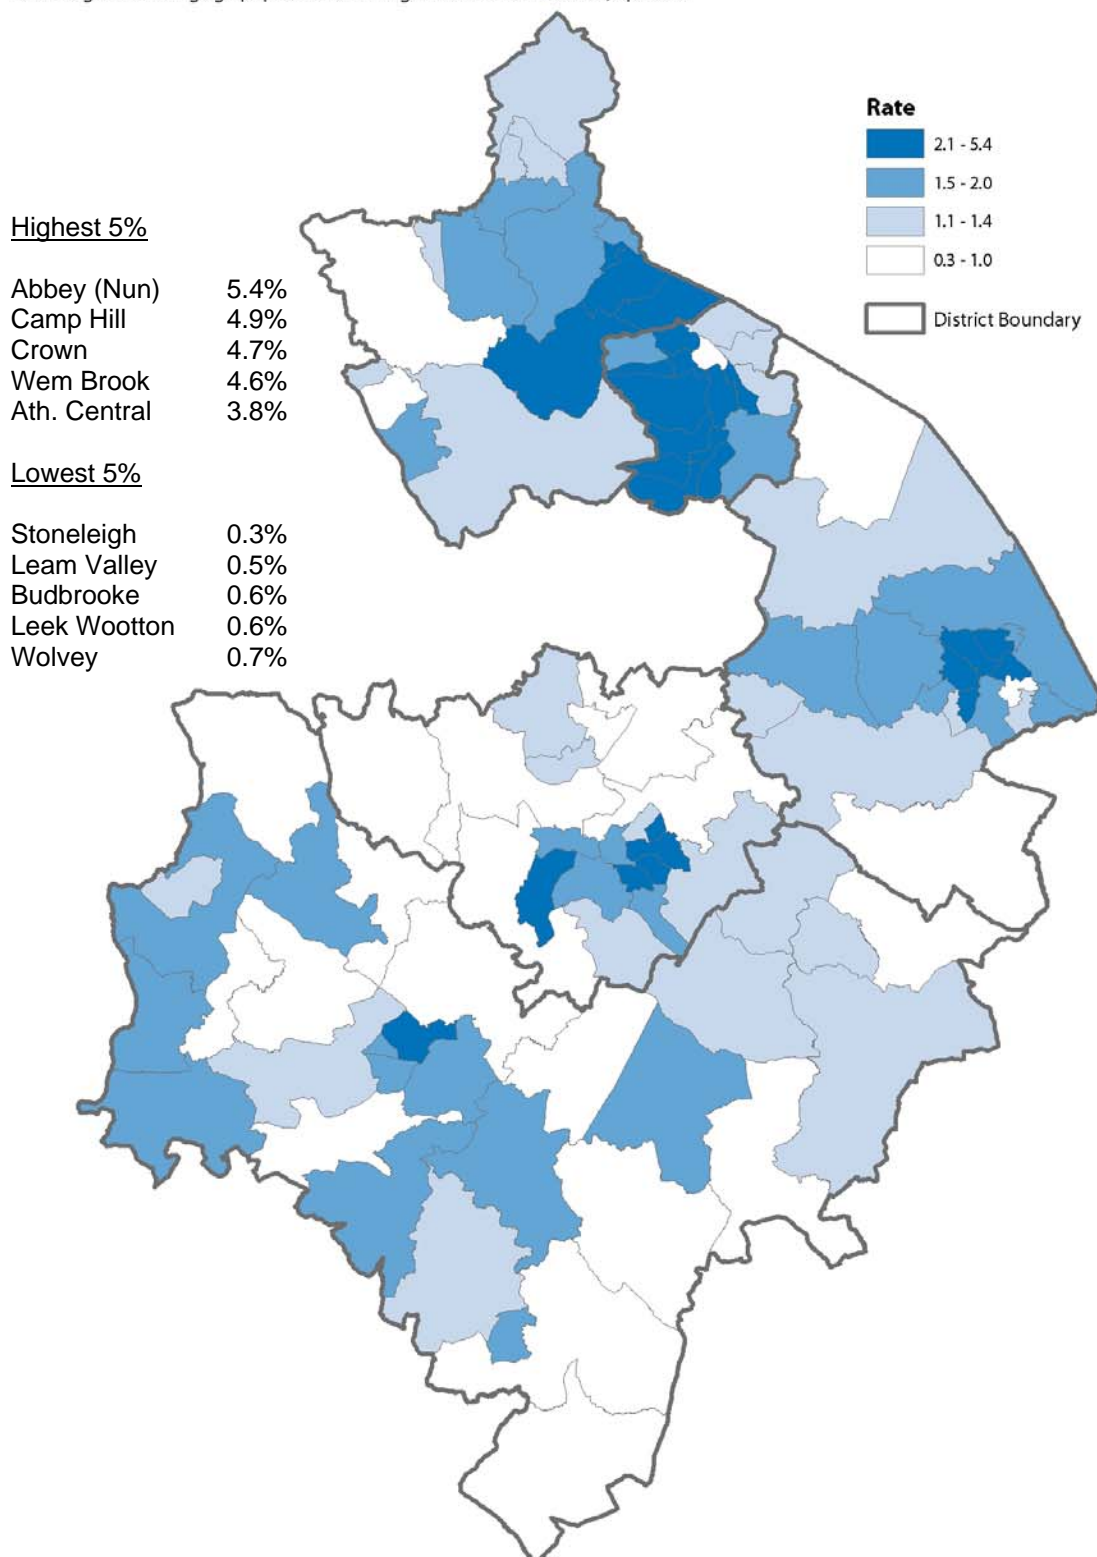 Rate
2.1 - 5.4
1.5 - 2.0
1.1 - 1.4
0.3 - 1.0
District Boundary
Highest 5%
Abbey (Nun) 5.4%
Camp Hill 4.9%
Crown 4.7%
Wem Brook 4.6%
Ath. Central 3.8%
Lowest 5%
Stoneleigh 0.3%
Leam Valley 0.5%
Budbrooke 0.6%
Leek Wootton 0.6%
Wolvey 0.7%